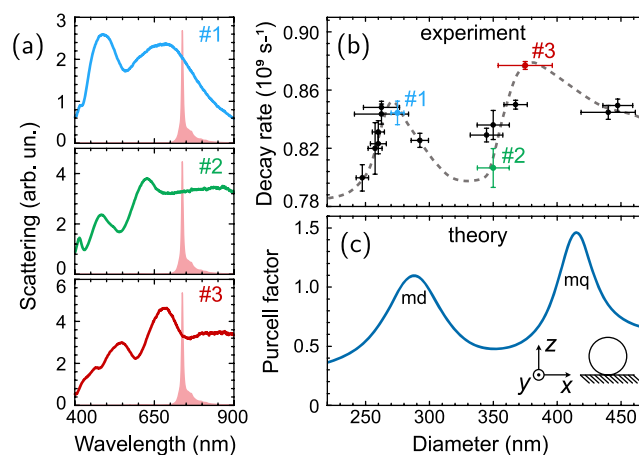 (a)
#1
2
1
0
#2
4
2
0
#3
6
4
2
0
Scattering (arb. un.)
400 650 900
Wavelength (nm)
(b) experiment
0.90
0.86
0.82
0.78
Decay rate (10⁹ s⁻¹)
#1
#3
#2
(c) theory
1.5
1.0
0.5
0
Purcell factor
md
mq
z
y x
250 300 350 400 450
Diameter (nm)